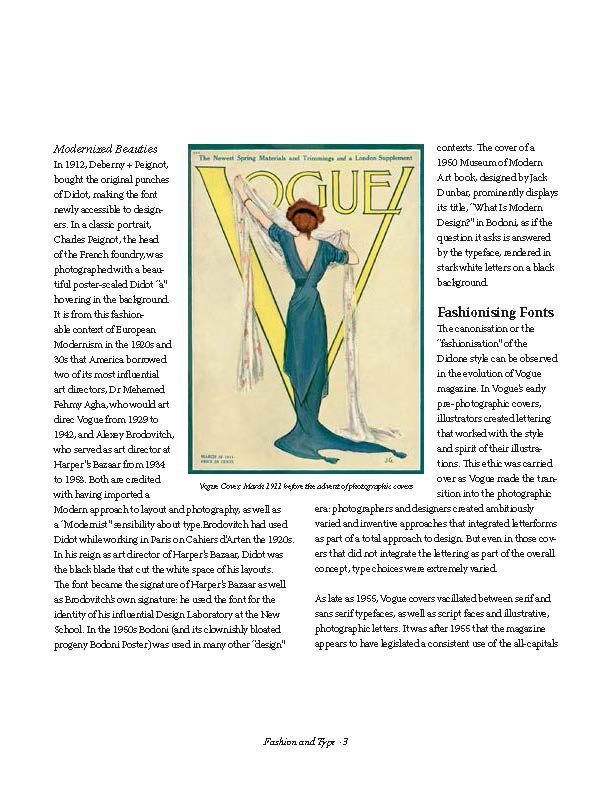 Modernized Beauties
In 1912, Deberny + Peignot,
bought the original punches
of Didot, making the font
newly accessible to design-
ers. In a classic portrait,
Charles Peignot, the head
of the French foundry, was
photographed with a beau-
tiful poster-scaled Didot "a"
hovering in the background.
It is from this fashion-
able context of European
Modernism in the 1920s and
30s that America borrowed
two of its most influential
art directors, Dr Mehemed
Fehmy Agha, who would art
direc Vogue from 1929 to
1942, and Alexey Brodovitch,
who served as art director at
Harper"s Bazaar from 1934
to 1958. Both are credited
with having imported a
Modern approach to layout and photography, as well as
a "Modernist" sensibility about type.Brodovitch had used
Didot while working in Paris on Cahiers d'Art en the 1920s.
In his reign as art director of Harper's Bazaar, Didot was
the black blade that cut the white space of his layouts.
The font became the signature of Harper's Bazaar as well
as Brodovitch's own signature: he used the font for the
identity of his influential Design Laboratory at the New
School. In the 1950s Bodoni (and its clownishly bloated
progeny Bodoni Poster) was used in many other "design"
The Newest Spring Materials and Trimmings and a London Supplement
VOGUE
MARCH 15 1911
PRICE 25 CENTS
Vogue Cover, March 1911 before the advent of photographic covers
contexts. The cover of a
1950 Museum of Modern
Art book, designed by Jack
Dunbar, prominently displays
its title, "What Is Modern
Design?" in Bodoni, as if the
question it asks is answered
by the typeface, rendered in
stark white letters on a black
background.
Fashionising Fonts
The canonisation or the
"fashionisation" of the
Didone style can be observed
in the evolution of Vogue
magazine. In Vogue's early
pre-photographic covers,
illustrators created lettering
that worked with the style
and spirit of their illustra-
tions. This ethic was carried
over as Vogue made the tran-
sition into the photographic
era: photographers and designers created ambitiously
varied and inventive approaches that integrated letterforms
as part of a total approach to design. But even in those cov-
ers that did not integrate the lettering as part of the overall
concept, type choices were extremely varied.
As late as 1955, Vogue covers vacillated between serif and
sans serif typefaces, as well as script faces and illustrative,
photographic letters. It was after 1955 that the magazine
appears to have legislated a consistent use of the all-capitals
Fashion and Type · 3